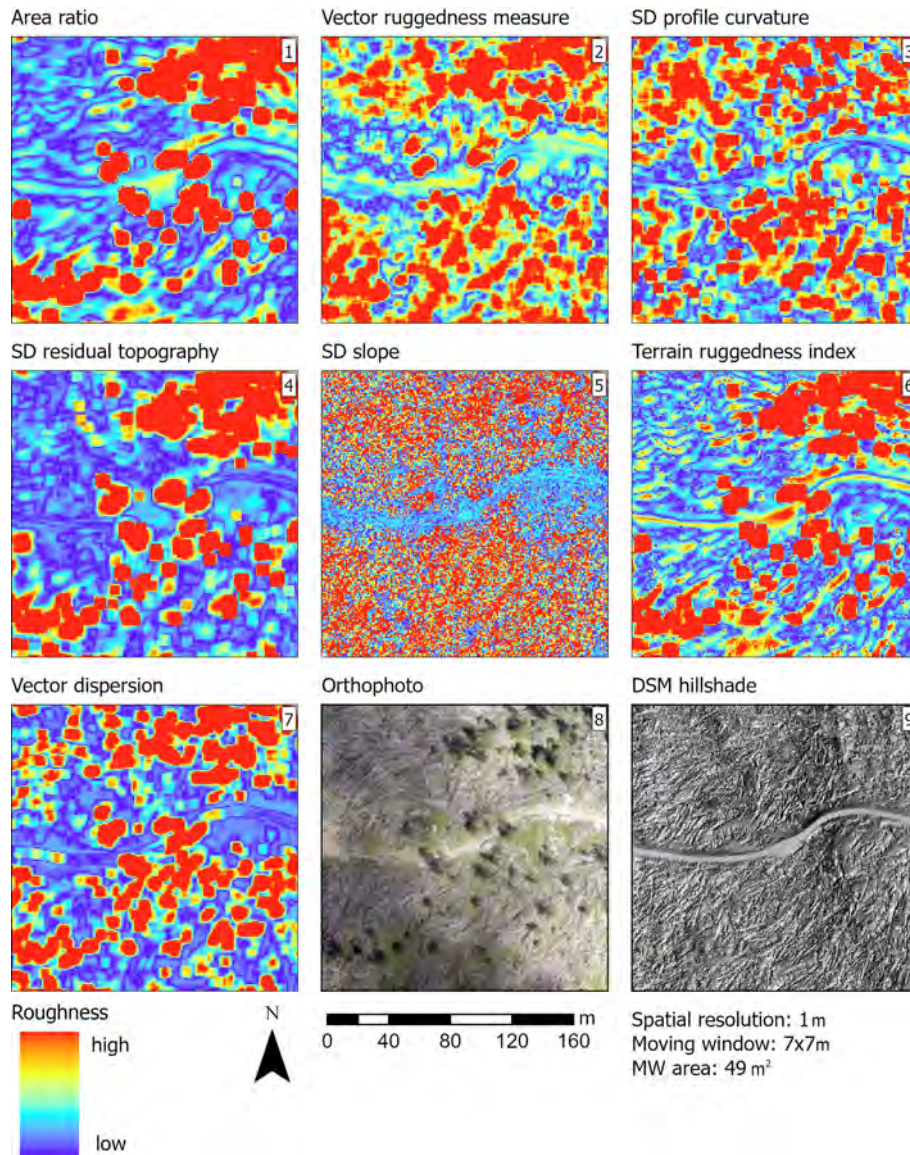 Area ratio
Vector ruggedness measure
SD profile curvature
1
2
3
SD residual topography
SD slope
Terrain ruggedness index
4
5
6
Vector dispersion
Orthophoto
DSM hillshade
7
8
9
Roughness
high
low
N
m
0 40 80 120 160
Spatial resolution: 1m
Moving window: 7x7m
MW area: 49 m²